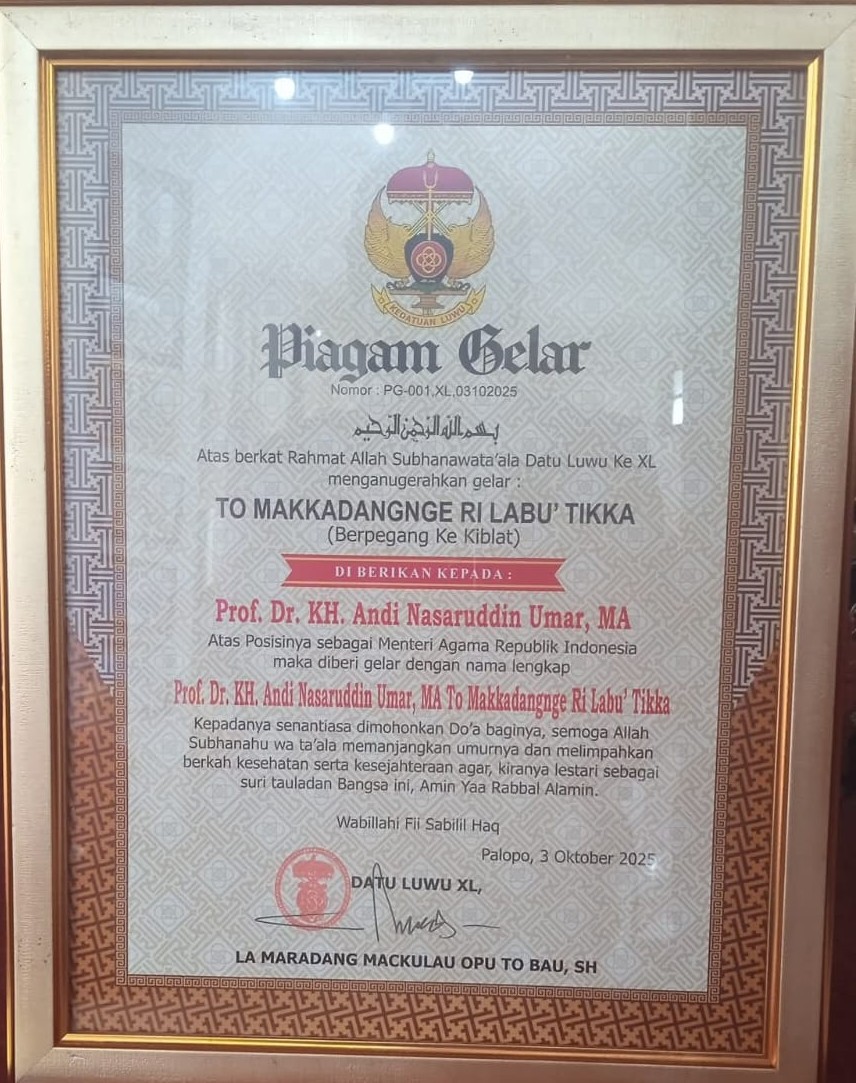 KEDATUAN LUWU
Piagam Gelar
Nomor : PG-001.XL.03102025
بسم الله الرحمن الرحيم
Atas berkat Rahmat Allah Subhanawata'ala Datu Luwu Ke XL
menganugerahkan gelar :
TO MAKKADANGNGE RI LABU' TIKKA
(Berpegang Ke Kiblat)
DI BERIKAN KEPADA :
Prof. Dr. KH. Andi Nasaruddin Umar, MA
Atas Posisinya sebagai Menteri Agama Republik Indonesia
maka diberi gelar dengan nama lengkap
Prof. Dr. KH. Andi Nasaruddin Umar, MA To Makkadangnge Ri Labu' Tikka
Kepadanya senantiasa dimohonkan Do'a baginya, semoga Allah
Subhanahu wa ta'ala memanjangkan umurnya dan melimpahkan
berkah kesehatan serta kesejahteraan agar, kiranya lestari sebagai
suri tauladan Bangsa ini, Amin Yaa Rabbal Alamin.
Wabillahi Fii Sabilil Haq
Palopo, 3 Oktober 2025
DATU LUWU XL,
LA MARADANG MACKULAU OPU TO BAU, SH